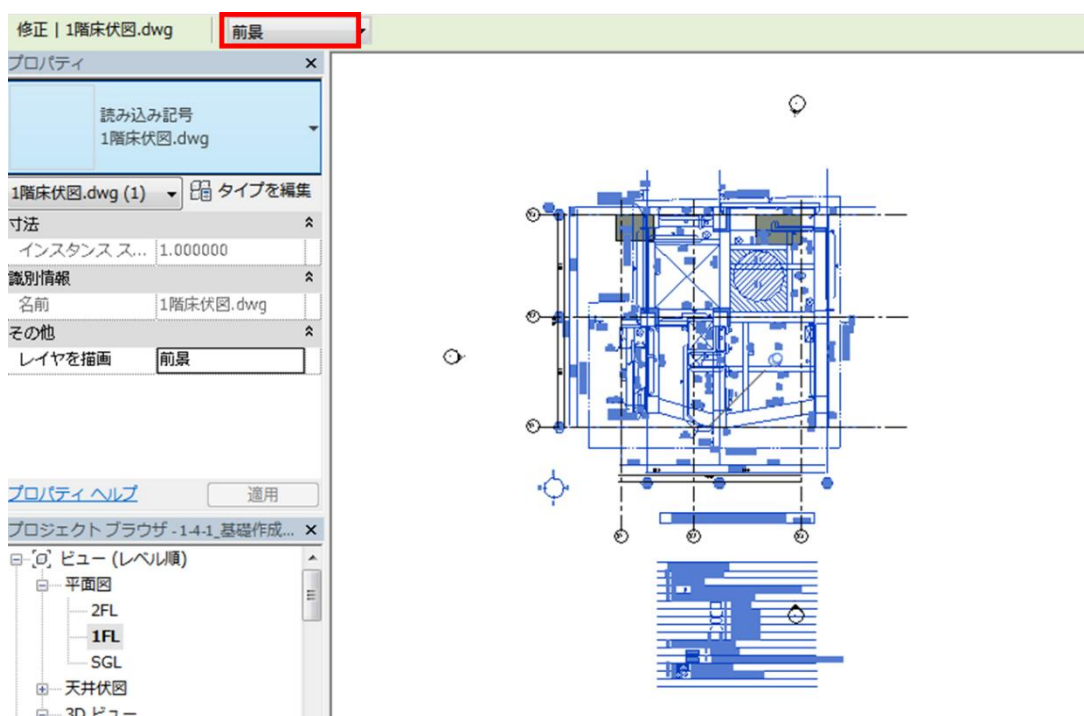 修正 | 1階床伏図.dwg 前景
プロパティ ×
読み込み記号
1階床伏図.dwg
1階床伏図.dwg (1) タイプを編集
寸法
インスタンス ス... 1.000000
識別情報
名前 1階床伏図.dwg
その他
レイヤを描画 前景
プロパティ ヘルプ 適用
プロジェクト ブラウザ - 1-4-1_基礎作成... ×
ビュー (レベル順)
平面図
2FL
1FL
SGL
天井伏図
3D ビュー